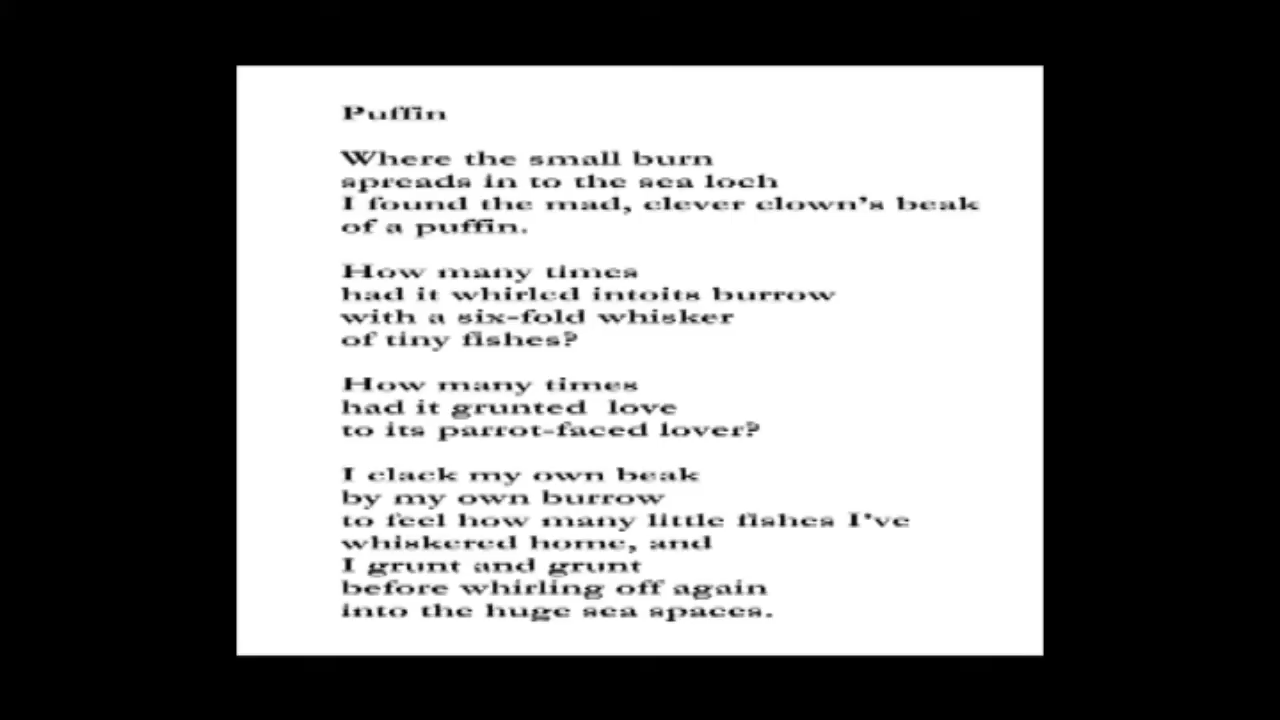 Puffin
Where the small burn
spreads in to the sea loch
I found the mad, clever clown's beak
of a puffin.
How many times
had it whirled intoits burrow
with a six-fold whisker
of tiny fishes?
How many times
had it grunted  love
to its parrot-faced lover?
I clack my own beak
by my own burrow
to feel how many little fishes I've
whiskered home, and
I grunt and grunt
before whirling off again
into the huge sea spaces.